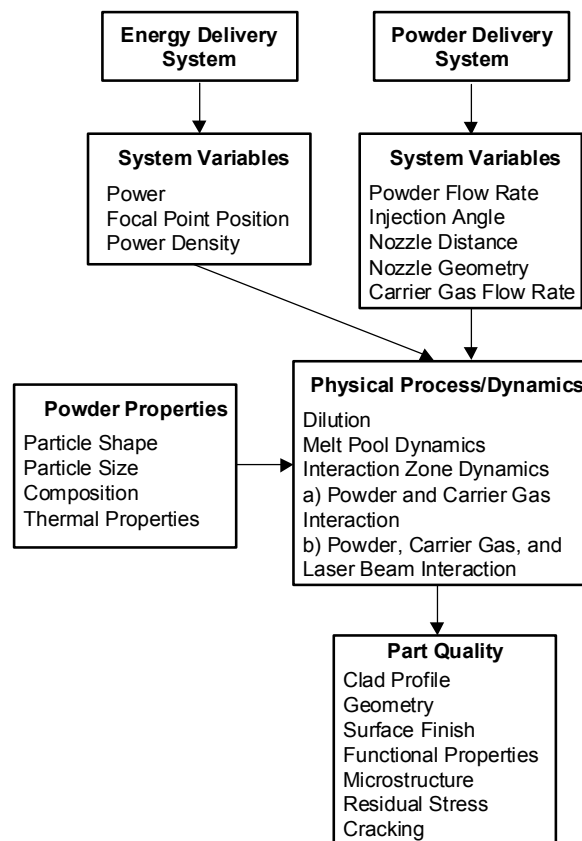 Energy Delivery
System
Powder Delivery
System
System Variables
Power
Focal Point Position
Power Density
System Variables
Powder Flow Rate
Injection Angle
Nozzle Distance
Nozzle Geometry
Carrier Gas Flow Rate
Powder Properties
Particle Shape
Particle Size
Composition
Thermal Properties
Physical Process/Dynamics
Dilution
Melt Pool Dynamics
Interaction Zone Dynamics
a) Powder and Carrier Gas
Interaction
b) Powder, Carrier Gas, and
Laser Beam Interaction
Part Quality
Clad Profile
Geometry
Surface Finish
Functional Properties
Microstructure
Residual Stress
Cracking